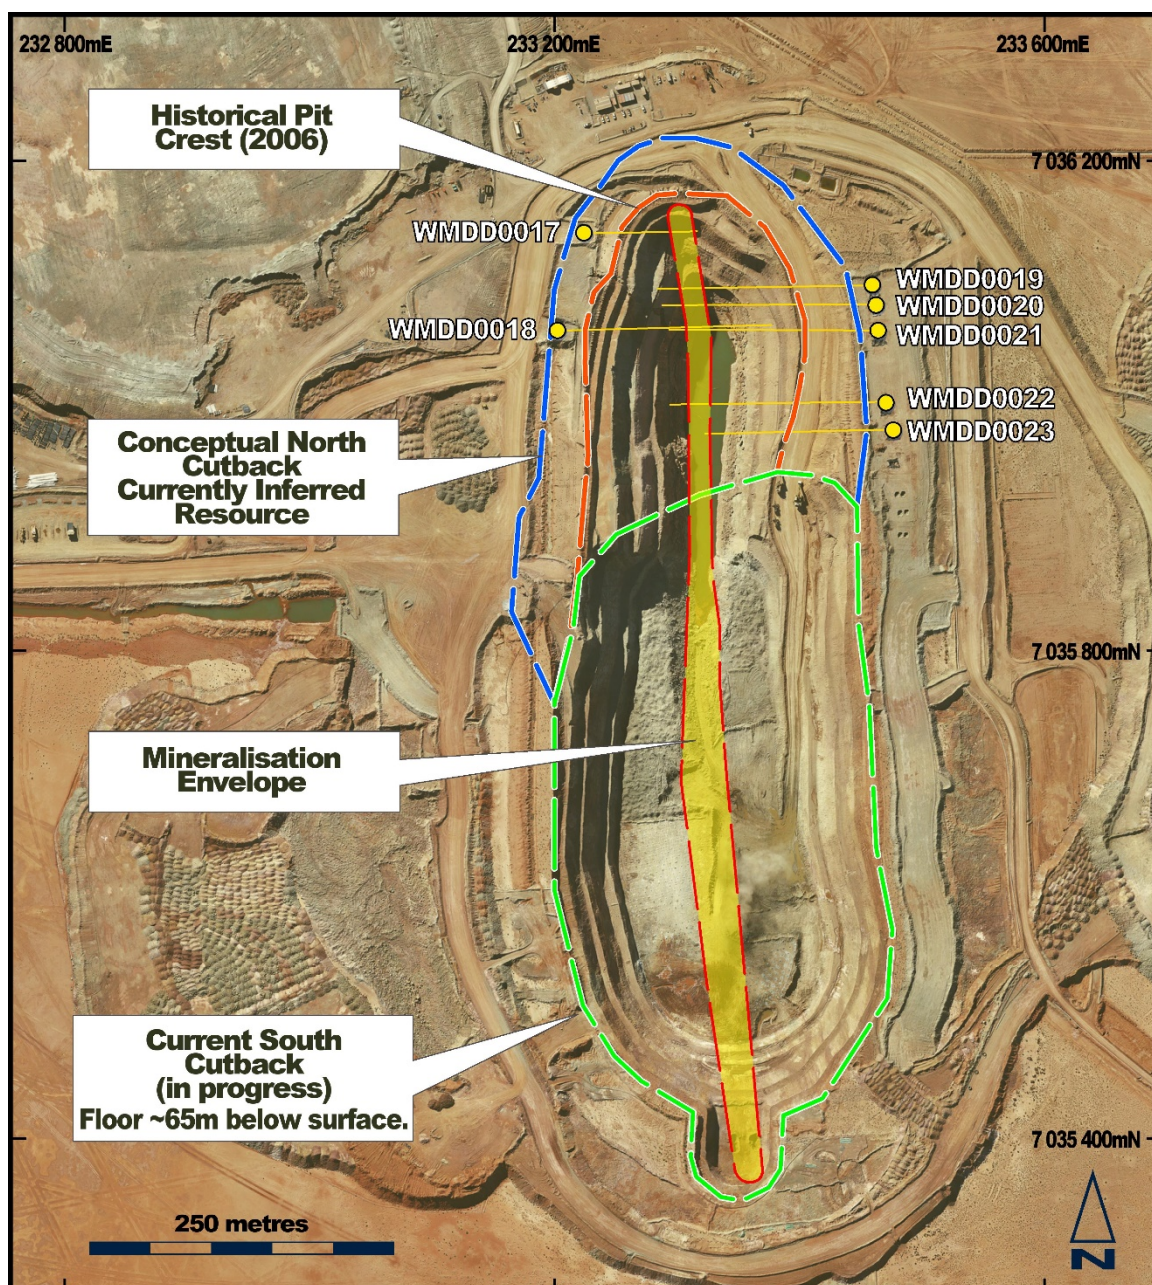 232 800mE
233 200mE
233 600mE
Historical Pit
Crest (2006)
7 036 200mN
WMDD0017
WMDD0019
WMDD0020
WMDD0018
WMDD0021
WMDD0022
WMDD0023
Conceptual North
Cutback
Currently Inferred
Resource
7 035 800mN
Mineralisation
Envelope
Current South
Cutback
(in progress)
Floor ~65m below surface.
7 035 400mN
250 metres
N